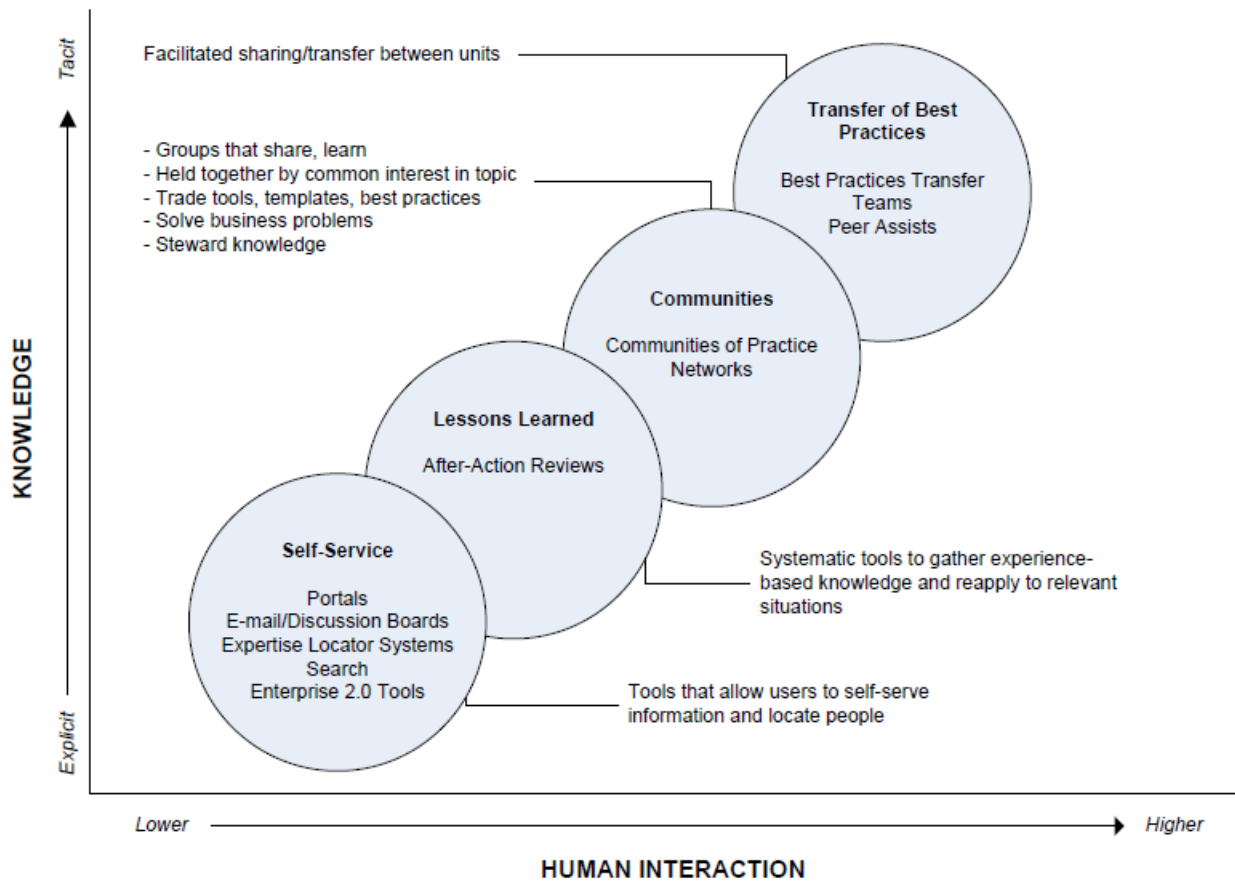 Tacit
Facilitated sharing/transfer between units
Transfer of Best
Practices
Best Practices Transfer
Teams
Peer Assists
- Groups that share, learn
- Held together by common interest in topic
- Trade tools, templates, best practices
- Solve business problems
- Steward knowledge
Communities
Communities of Practice
Networks
KNOWLEDGE
Lessons Learned
After-Action Reviews
Self-Service
Portals
E-mail/Discussion Boards
Expertise Locator Systems
Search
Enterprise 2.0 Tools
Systematic tools to gather experience-
based knowledge and reapply to relevant
situations
Tools that allow users to self-serve
information and locate people
Explicit
Lower
Higher
HUMAN INTERACTION